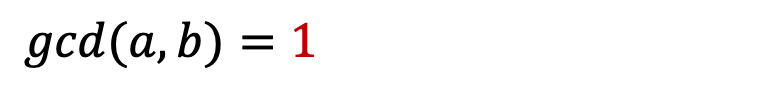 gcd(a, b) = 1